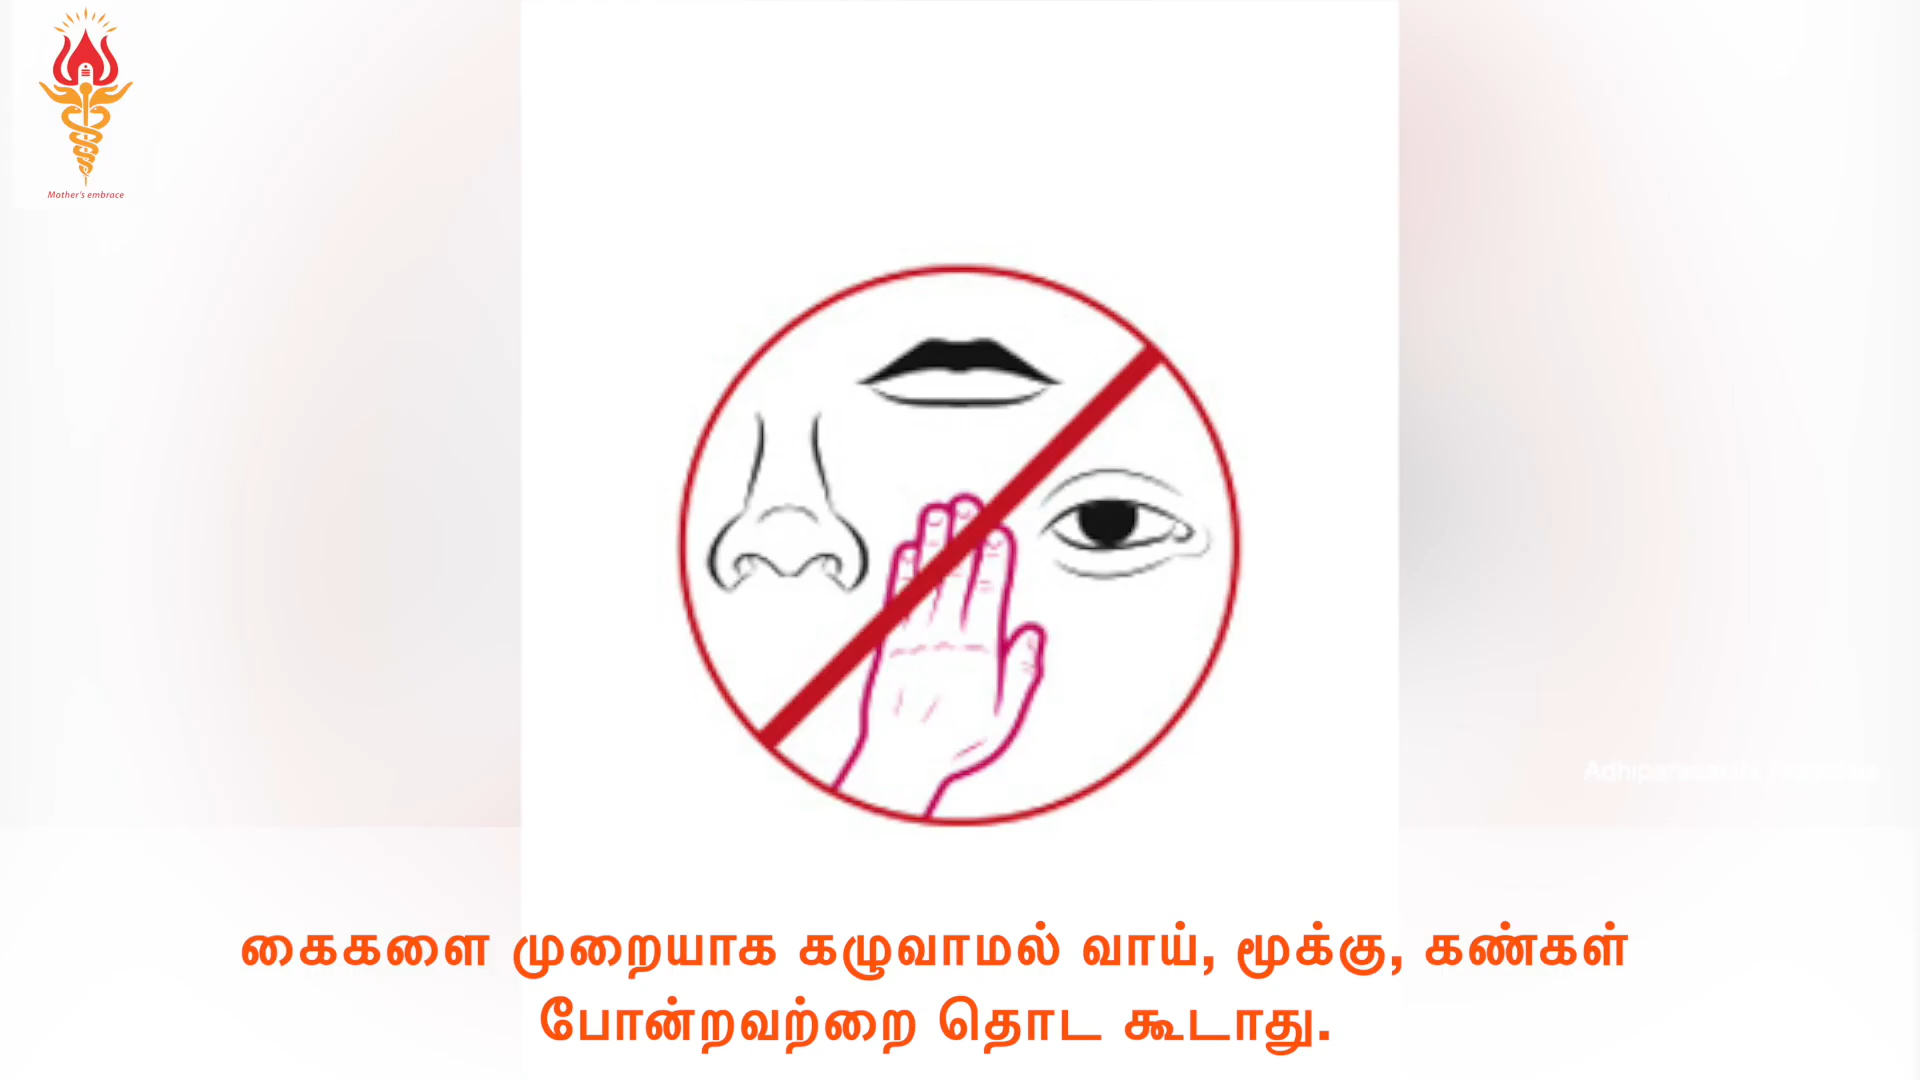 Mother's embrace
கைகளை முறையாக கழுவாமல் வாய், மூக்கு, கண்கள்
போன்றவற்றை தொட கூடாது.